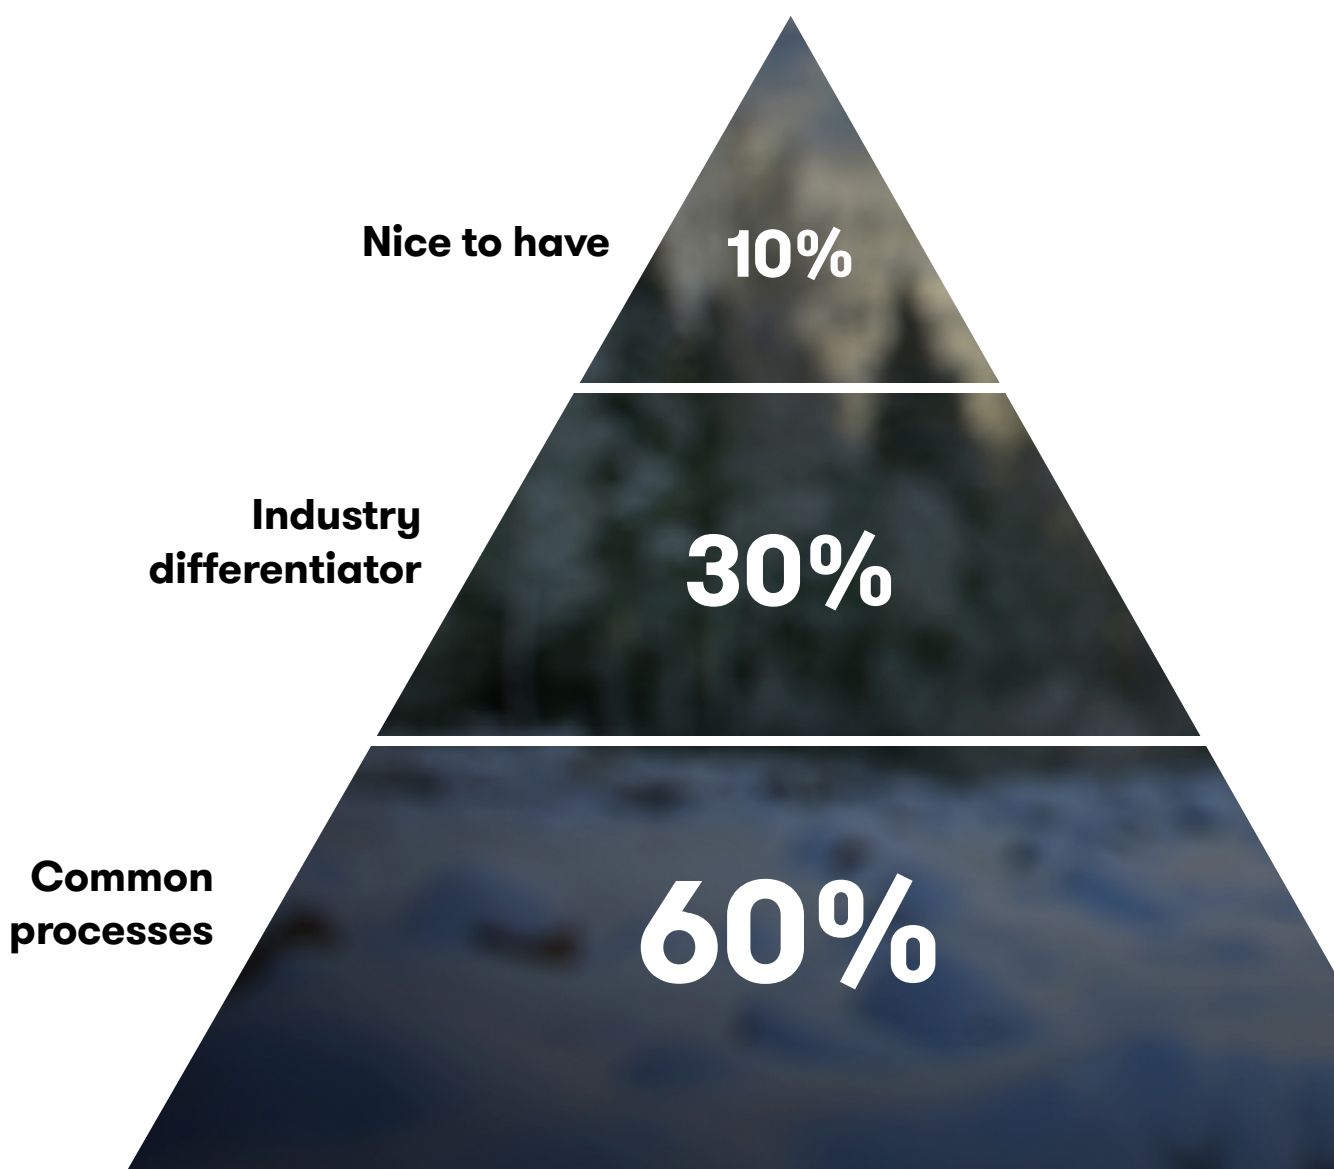 Nice to have
10%
Industry
differentiator
30%
Common
processes
60%